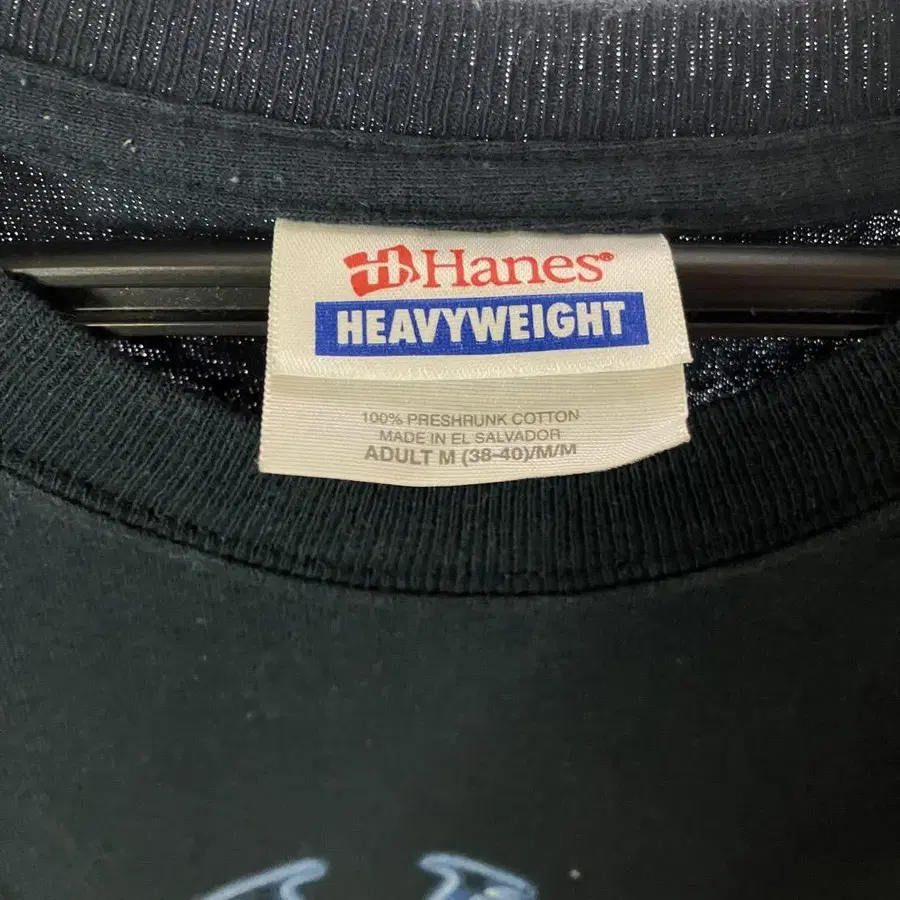 Hanes®
HEAVYWEIGHT
100% PRESHRUNK COTTON
MADE IN EL SALVADOR
ADULT M (38-40)/M/M